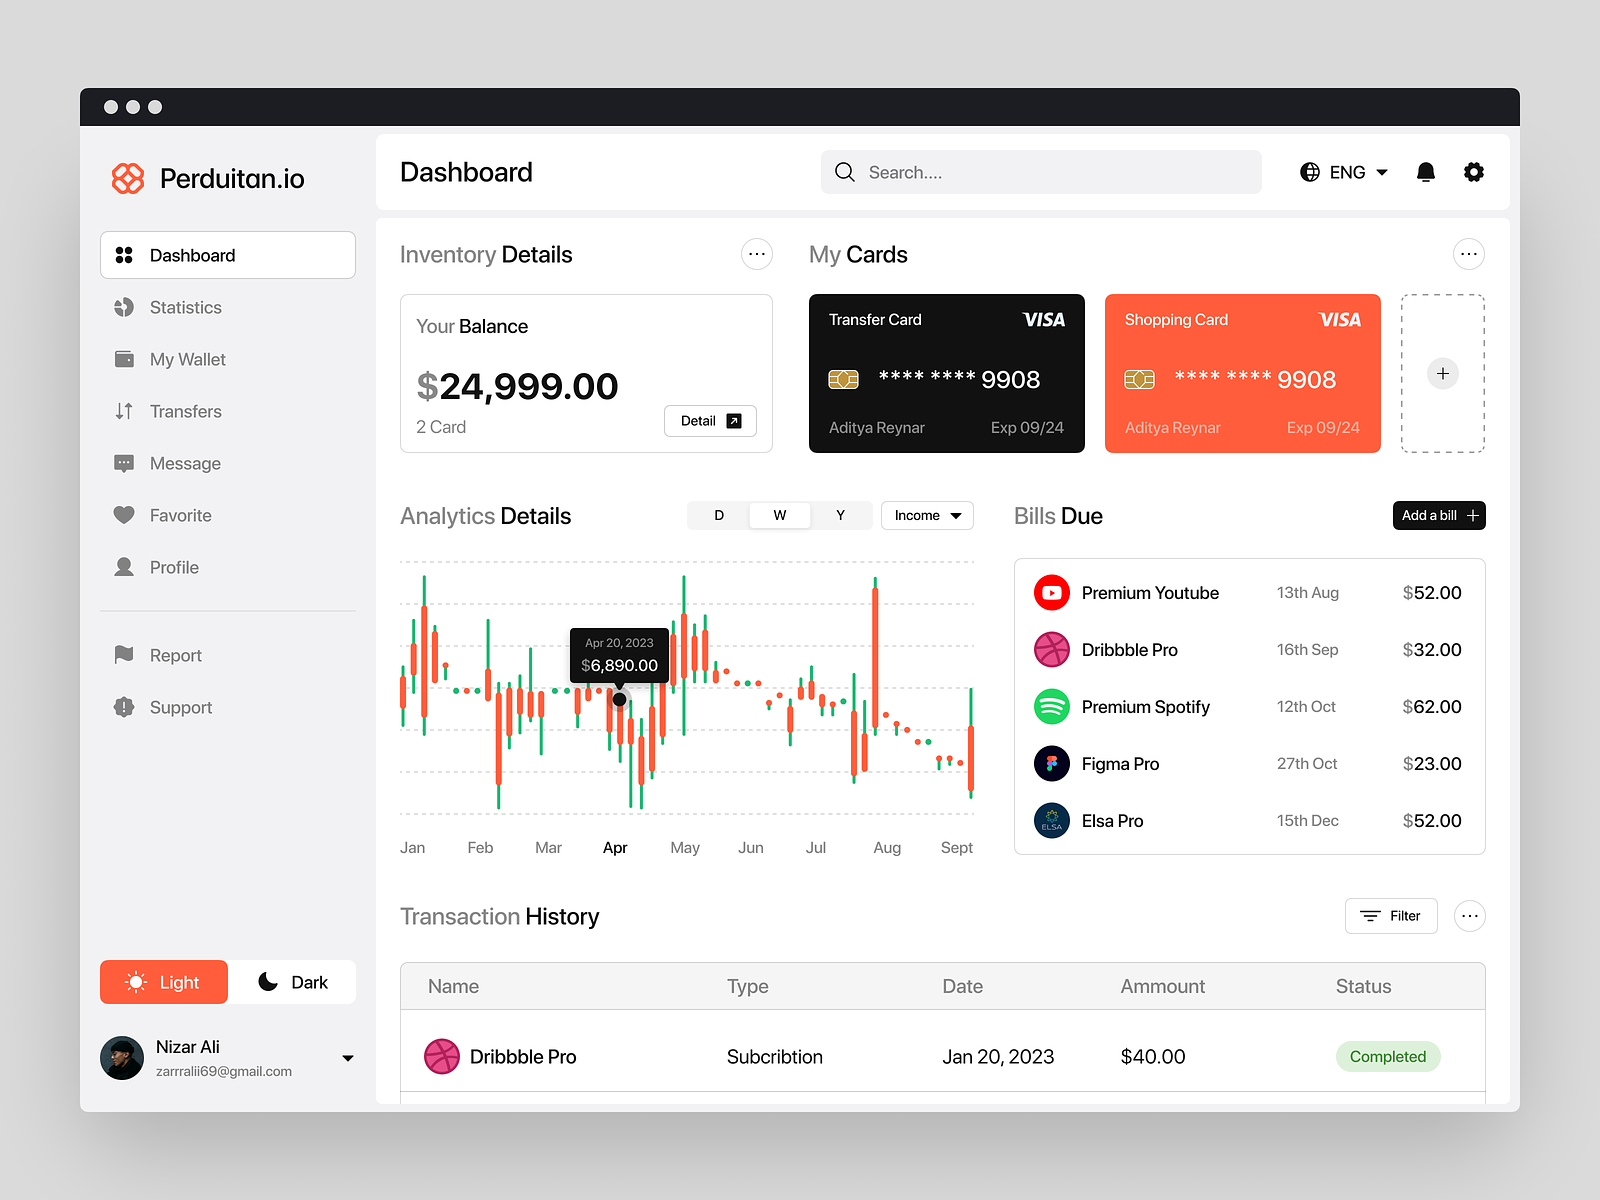 Perduitan.io
Dashboard
Statistics
My Wallet
Transfers
Message
Favorite
Profile
Report
Support
Light
Dark
Nizar Ali
zarrralii69@gmail.com
Dashboard
Search....
ENG
Inventory Details
Your Balance
$24,999.00
2 Card
Detail
My Cards
Transfer Card
VISA
**** **** 9908
Aditya Reynar
Exp 09/24
Shopping Card
VISA
**** **** 9908
Aditya Reynar
Exp 09/24
Analytics Details
D
W
Y
Income
Apr 20, 2023
$6,890.00
Jan
Feb
Mar
Apr
May
Jun
Jul
Aug
Sept
Bills Due
Add a bill
Premium Youtube 13th Aug $52.00
Dribbble Pro 16th Sep $32.00
Premium Spotify 12th Oct $62.00
Figma Pro 27th Oct $23.00
ELSA
Elsa Pro 15th Dec $52.00
Transaction History
Filter
Name Type Date Ammount Status
Dribbble Pro Subcribtion Jan 20, 2023 $40.00 Completed